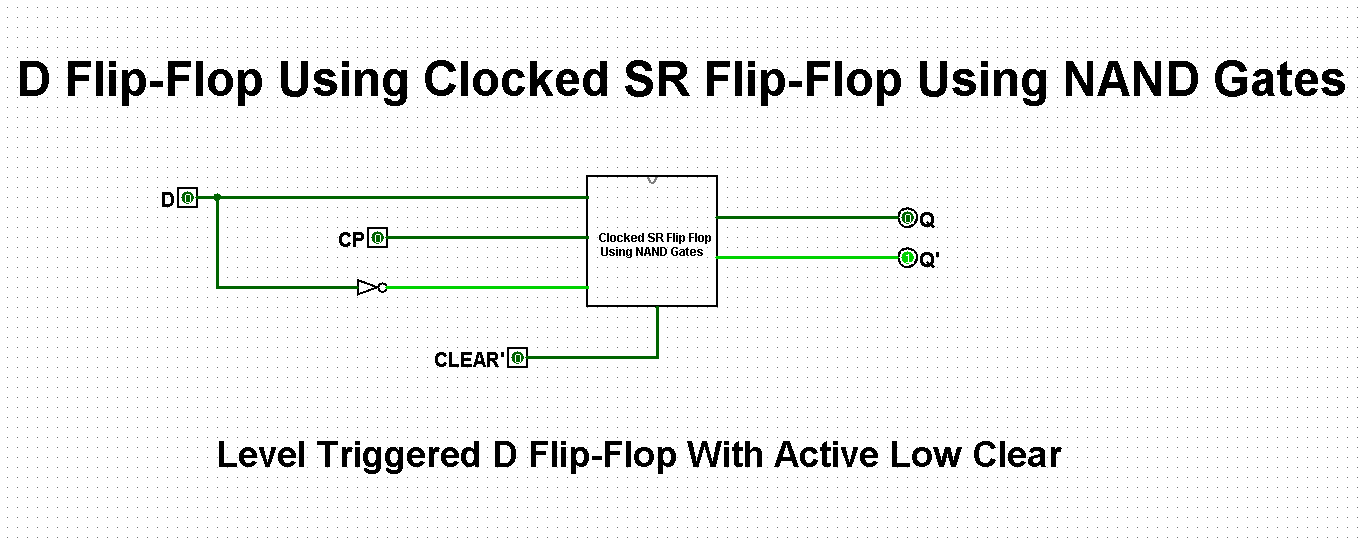 D Flip-Flop Using Clocked SR Flip-Flop Using NAND Gates
D 0
CP 0
Clocked SR Flip Flop
Using NAND Gates
0 Q
1 Q'
CLEAR' 0
Level Triggered D Flip-Flop With Active Low Clear